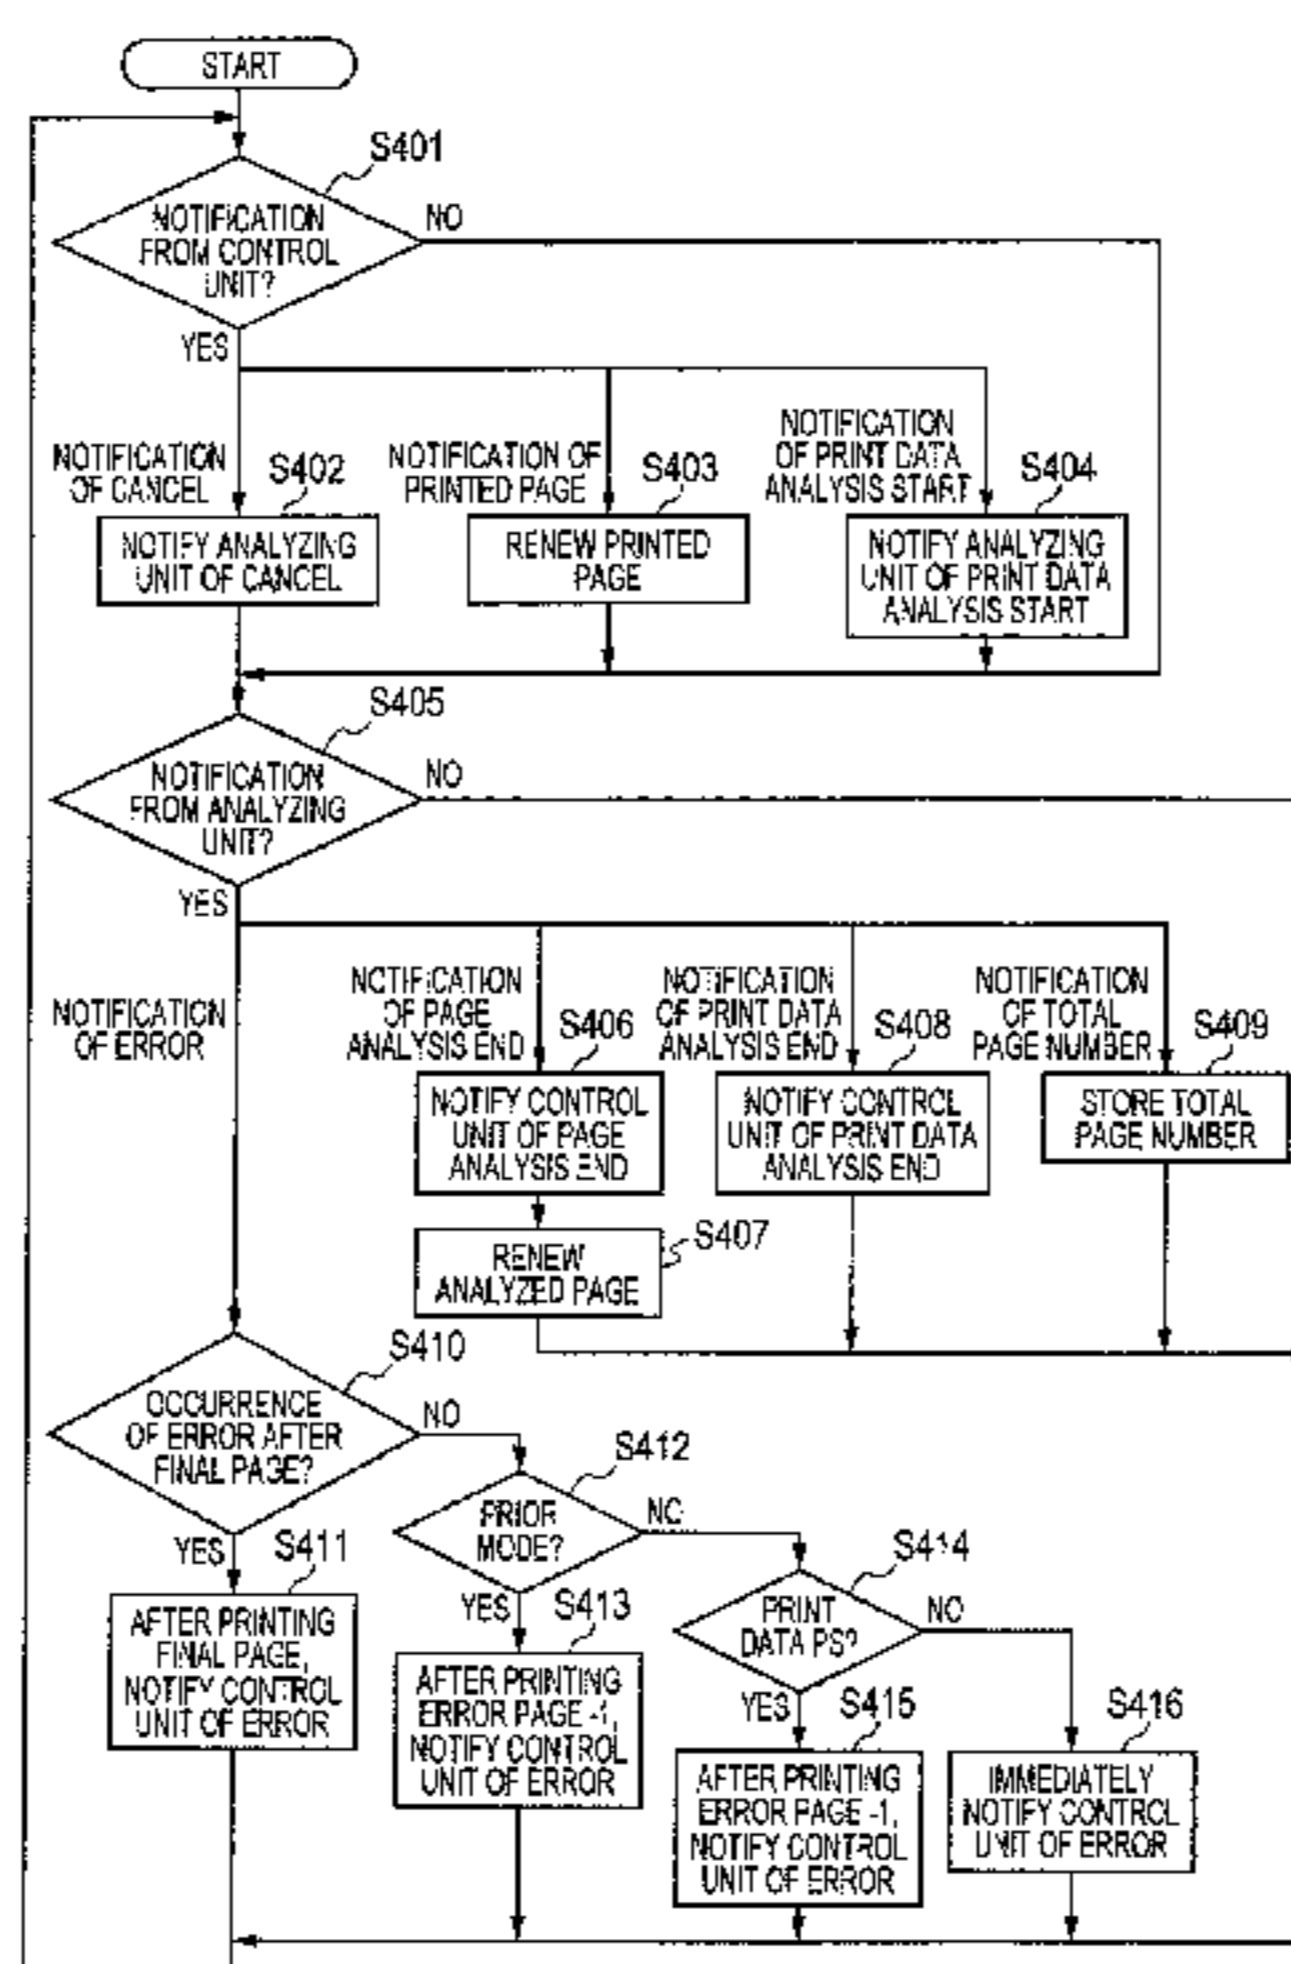 START
S401
NOTIFICATION
FROM CONTROL
UNIT?
NO
YES
NOTIFICATION
OF CANCEL
S402
NOTIFY ANALYZING
UNIT OF CANCEL
NOTIFICATION OF
PRINTED PAGE
S403
RENEW PRINTED
PAGE
NOTIFICATION
OF PRINT DATA
ANALYSIS START
S404
NOTIFY ANALYZING
UNIT OF PRINT DATA
ANALYSIS START
S405
NOTIFICATION
FROM ANALYZING
UNIT?
NO
YES
NOTIFICATION
OF ERROR
NOTIFICATION
OF PAGE
ANALYSIS END
S406
NOTIFY CONTROL
UNIT OF PAGE
ANALYSIS END
S407
RENEW
ANALYZED PAGE
NOTIFICATION
OF PRINT DATA
ANALYSIS END
S408
NOTIFY CONTROL
UNIT OF PRINT DATA
ANALYSIS END
NOTIFICATION
OF TOTAL
PAGE NUMBER
S409
STORE TOTAL
PAGE NUMBER
S410
OCCURRENCE
OF ERROR AFTER
FINAL PAGE?
NO
YES
S411
AFTER PRINTING
FINAL PAGE,
NOTIFY CONTROL
UNIT OF ERROR
S412
PRIOR
MODE?
NO
YES
S413
AFTER PRINTING
ERROR PAGE -1,
NOTIFY CONTROL
UNIT OF ERROR
S414
PRINT
DATA PS?
NO
YES
S415
AFTER PRINTING
ERROR PAGE -1,
NOTIFY CONTROL
UNIT OF ERROR
S416
IMMEDIATELY
NOTIFY CONTROL
UNIT OF ERROR